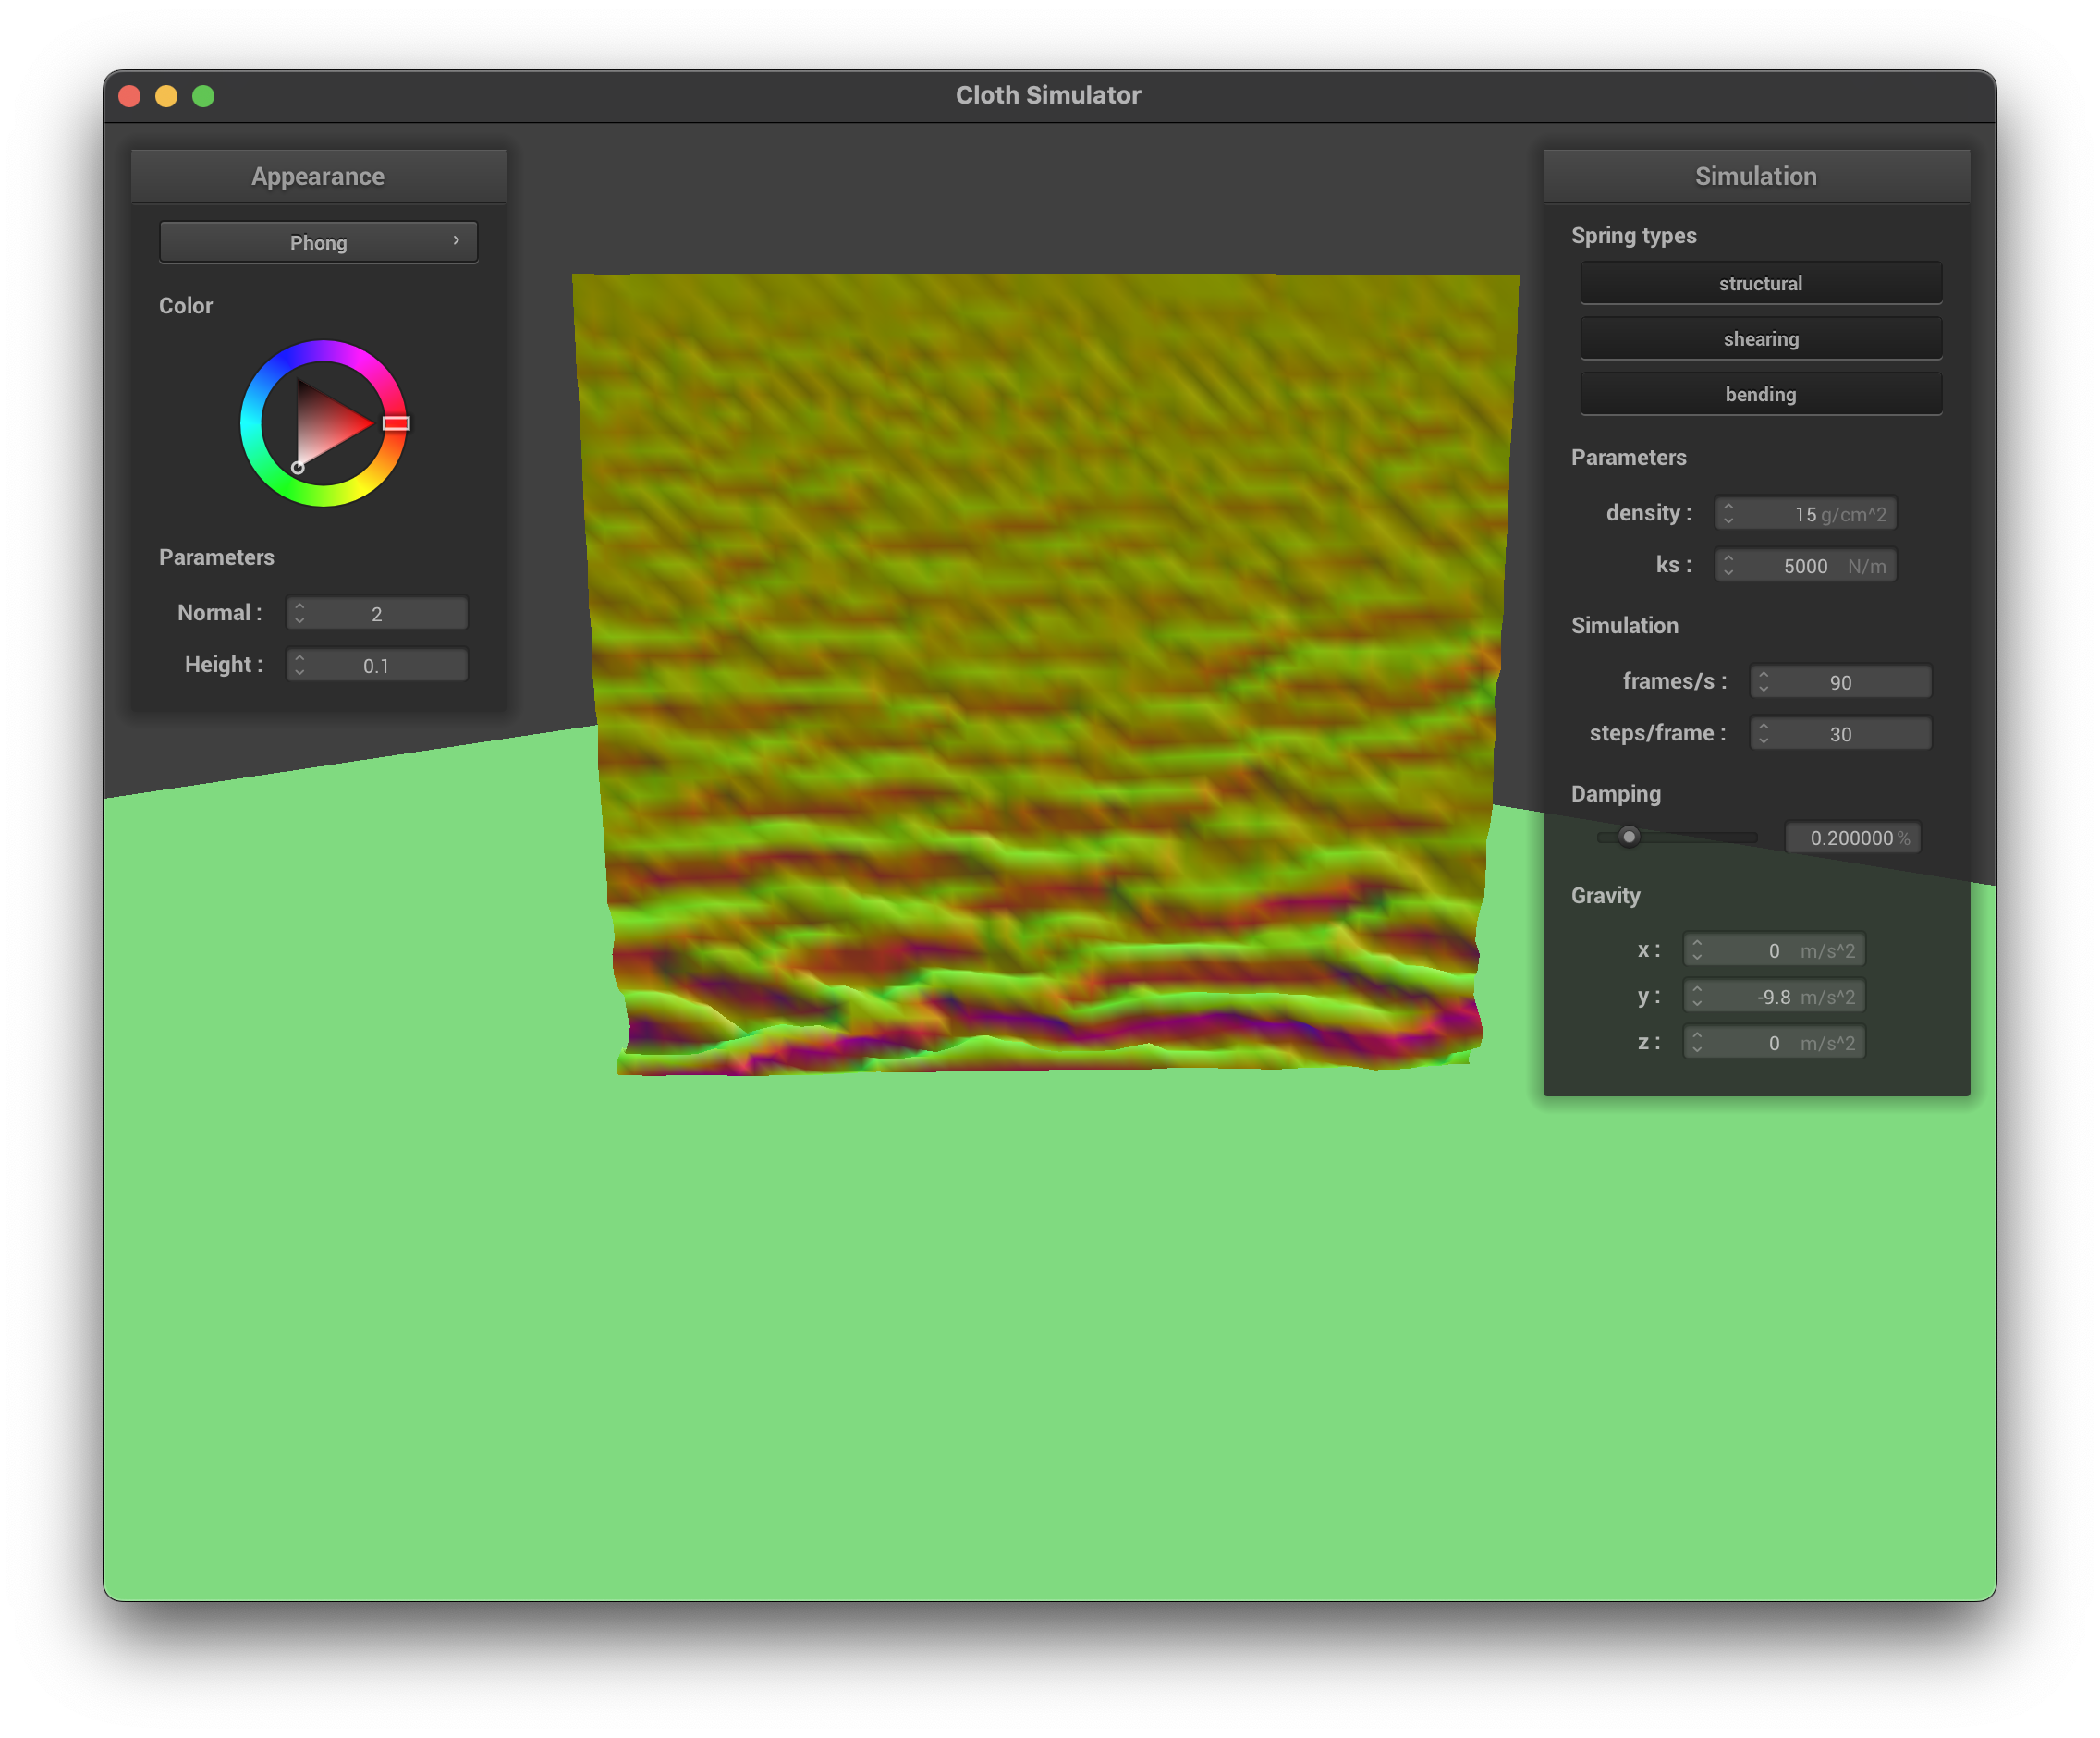 Cloth Simulator
Appearance
Phong
Color
Parameters
Normal : 2
Height : 0.1
Simulation
Spring types
structural
shearing
bending
Parameters
density : 15 g/cm^2
ks : 5000 N/m
Simulation
frames/s : 90
steps/frame : 30
Damping
0.200000 %
Gravity
x : 0 m/s^2
y : -9.8 m/s^2
z : 0 m/s^2